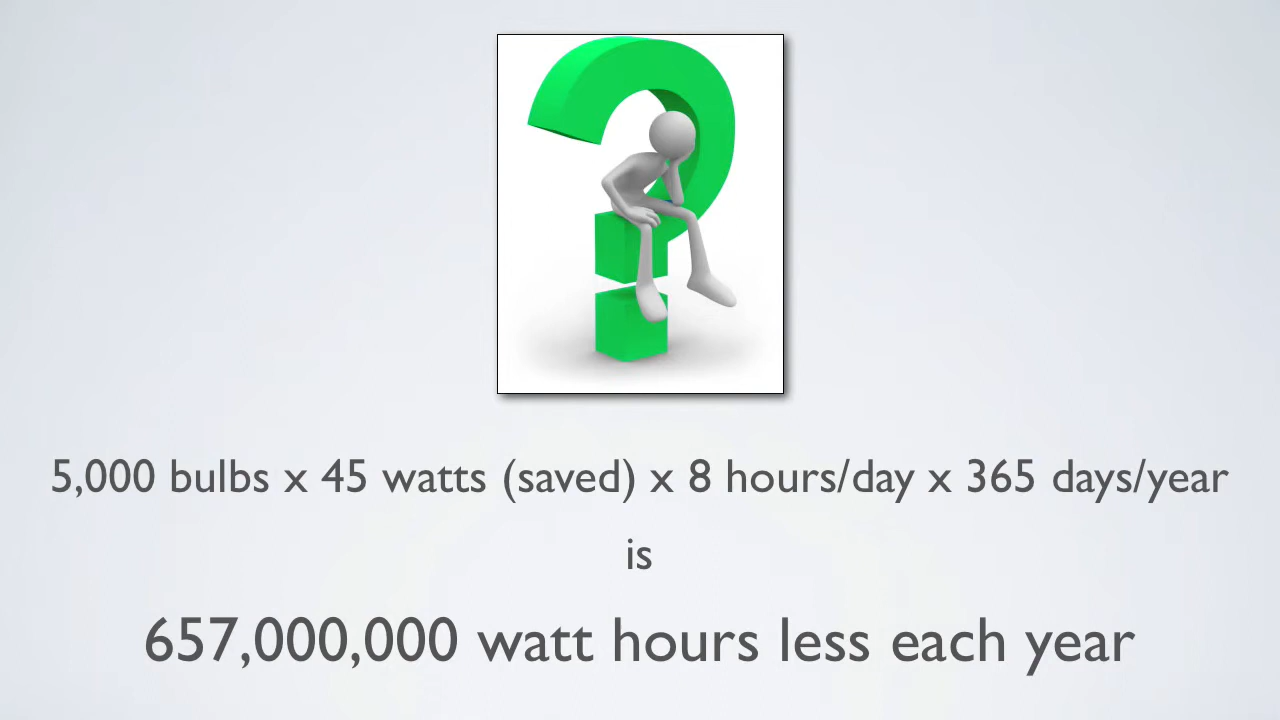 5,000 bulbs x 45 watts (saved) x 8 hours/day x 365 days/year
is
657,000,000 watt hours less each year